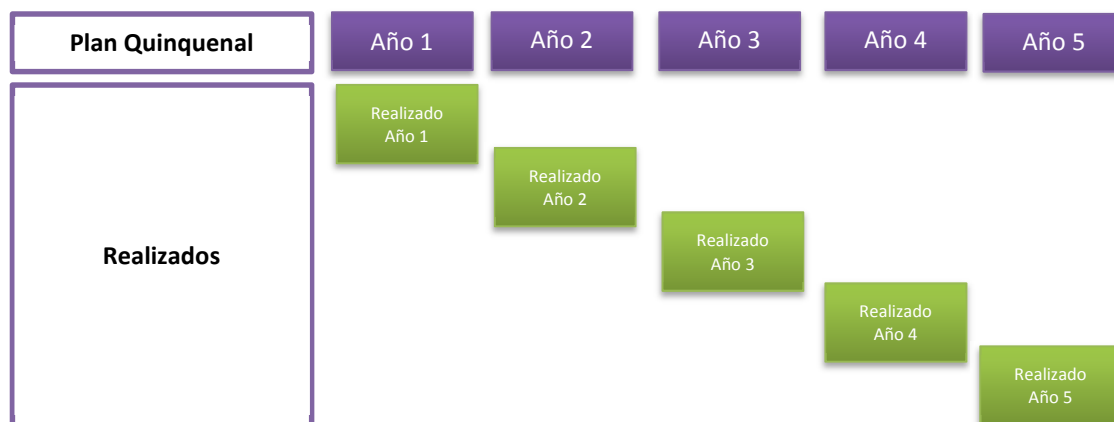 Plan Quinquenal
Año 1
Año 2
Año 3
Año 4
Año 5
Realizados
Realizado
Año 1
Realizado
Año 2
Realizado
Año 3
Realizado
Año 4
Realizado
Año 5